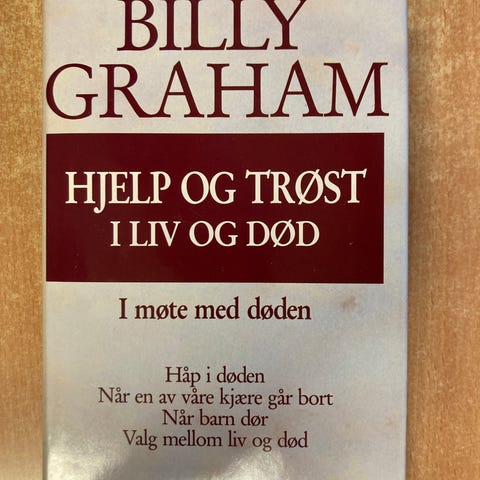 BILLY
GRAHAM
HJELP OG TRØST
I LIV OG DØD
I møte med døden
Håp i døden
Når en av våre kjære går bort
Når barn dør
Valg mellom liv og død